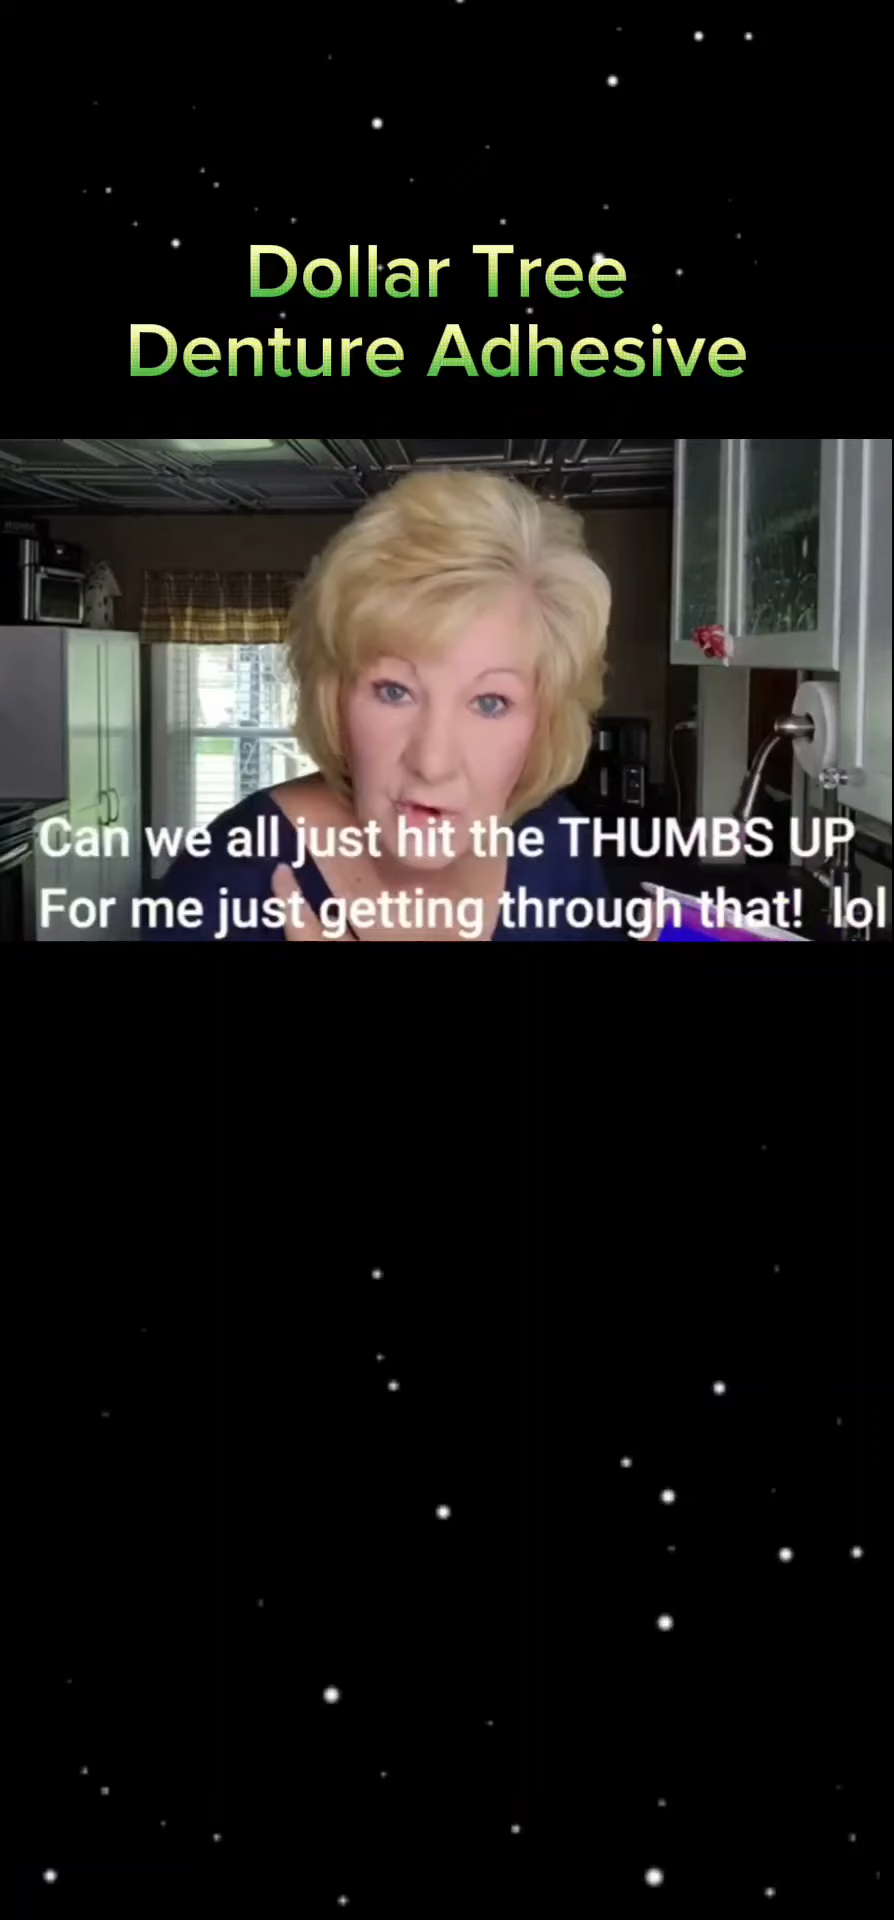 Dollar Tree
Denture Adhesive
Can we all just hit the THUMBS UP
For me just getting through that! lol